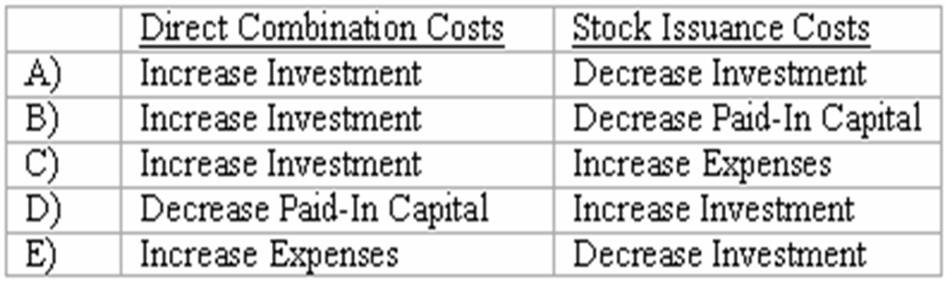 Direct Combination Costs Stock Issuance Costs
A) Increase Investment Decrease Investment
B) Increase Investment Decrease Paid-In Capital
C) Increase Investment Increase Expenses
D) Decrease Paid-In Capital Increase Investment
E) Increase Expenses Decrease Investment